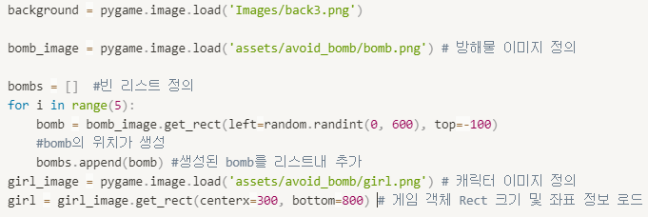 background = pygame.image.load('Images/back3.png')
bomb_image = pygame.image.load('assets/avoid_bomb/bomb.png') # 방해물 이미지 정의
bombs = []  #빈 리스트 정의
for i in range(5):
    bomb = bomb_image.get_rect(left=random.randint(0, 600), top=-100)
    #bomb의 위치가 생성
    bombs.append(bomb) #생성된 bomb를 리스트내 추가
girl_image = pygame.image.load('assets/avoid_bomb/girl.png') # 캐릭터 이미지 정의
girl = girl_image.get_rect(centerx=300, bottom=800) # 게임 객체 Rect 크기 및 좌표 정보 로드